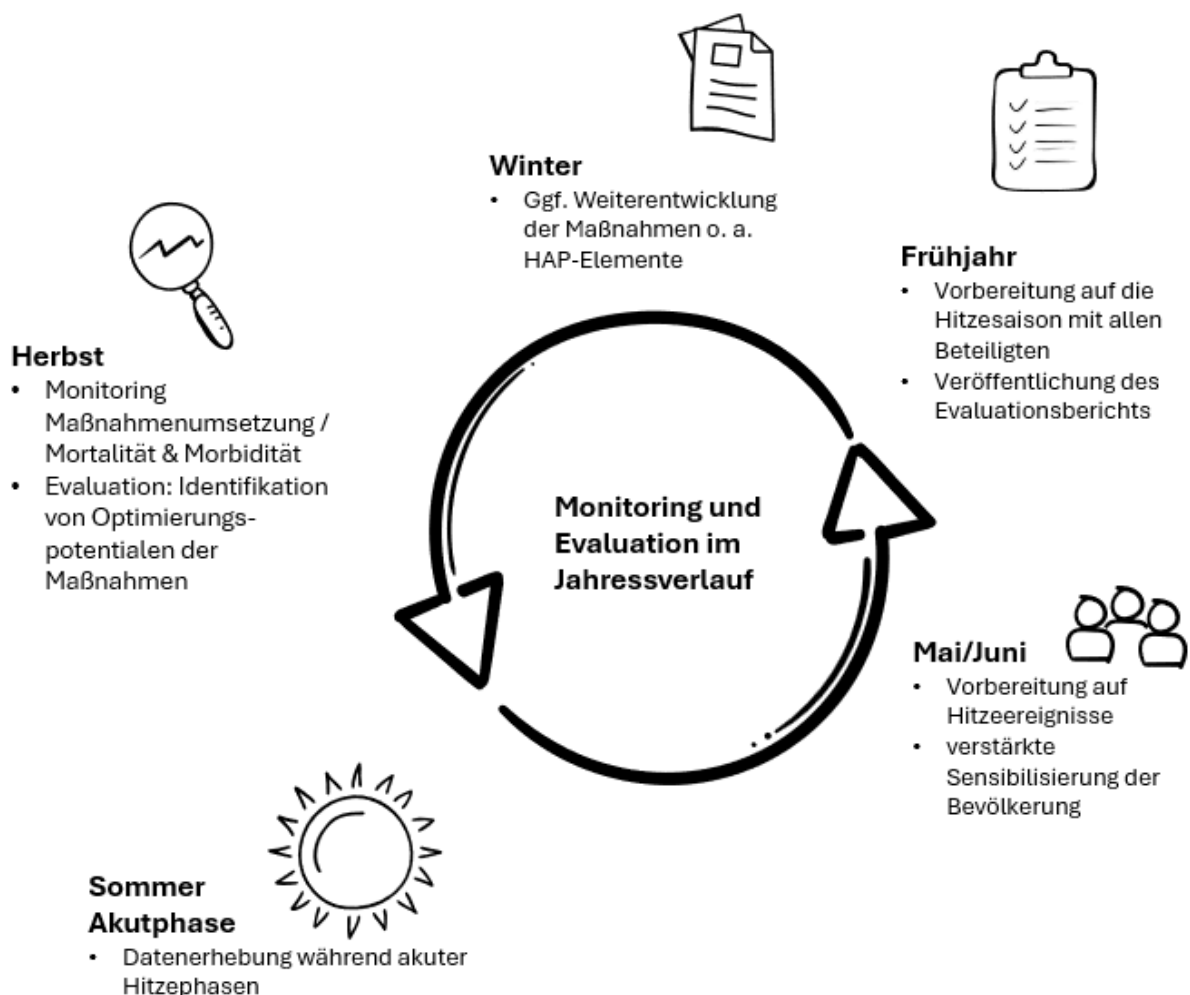 Winter
• Ggf. Weiterentwicklung
der Maßnahmen o. a.
HAP-Elemente
Frühjahr
• Vorbereitung auf die
Hitzesaison mit allen
Beteiligten
• Veröffentlichung des
Evaluationsberichts
Herbst
• Monitoring
Maßnahmenumsetzung /
Mortalität & Morbidität
• Evaluation: Identifikation
von Optimierungs-
potentialen der
Maßnahmen
Monitoring und
Evaluation im
Jahressverlauf
Mai/Juni
• Vorbereitung auf
Hitzeereignisse
• verstärkte
Sensibilisierung der
Bevölkerung
Sommer
Akutphase
• Datenerhebung während akuter
Hitzephasen